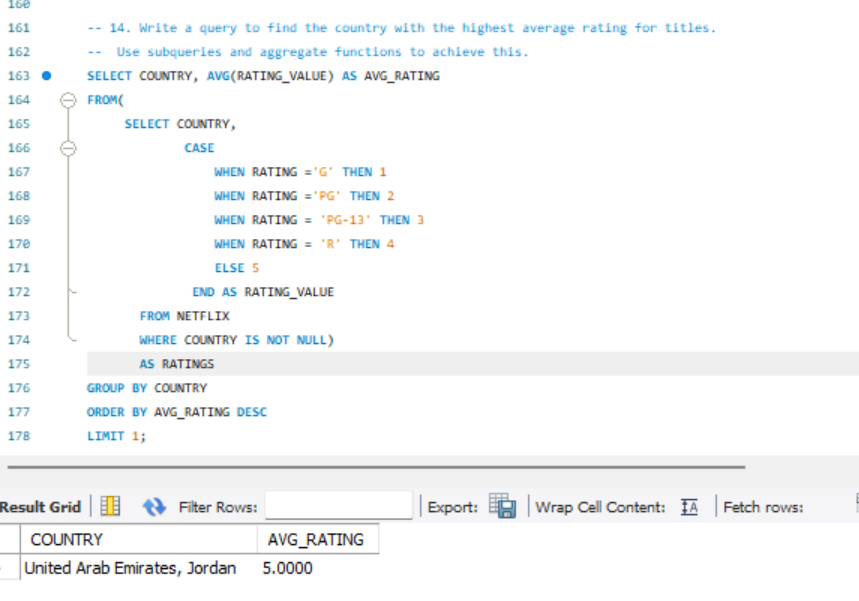 160
161 -- 14. Write a query to find the country with the highest average rating for titles.
162 -- Use subqueries and aggregate functions to achieve this.
163 SELECT COUNTRY, AVG(RATING_VALUE) AS AVG_RATING
164 FROM(
165 SELECT COUNTRY,
166 CASE
167 WHEN RATING ='G' THEN 1
168 WHEN RATING ='PG' THEN 2
169 WHEN RATING = 'PG-13' THEN 3
170 WHEN RATING = 'R' THEN 4
171 ELSE 5
172 END AS RATING_VALUE
173 FROM NETFLIX
174 WHERE COUNTRY IS NOT NULL)
175 AS RATINGS
176 GROUP BY COUNTRY
177 ORDER BY AVG_RATING DESC
178 LIMIT 1;
Result Grid Filter Rows: Export: Wrap Cell Content: Fetch rows:
COUNTRY AVG_RATING
United Arab Emirates, Jordan 5.0000